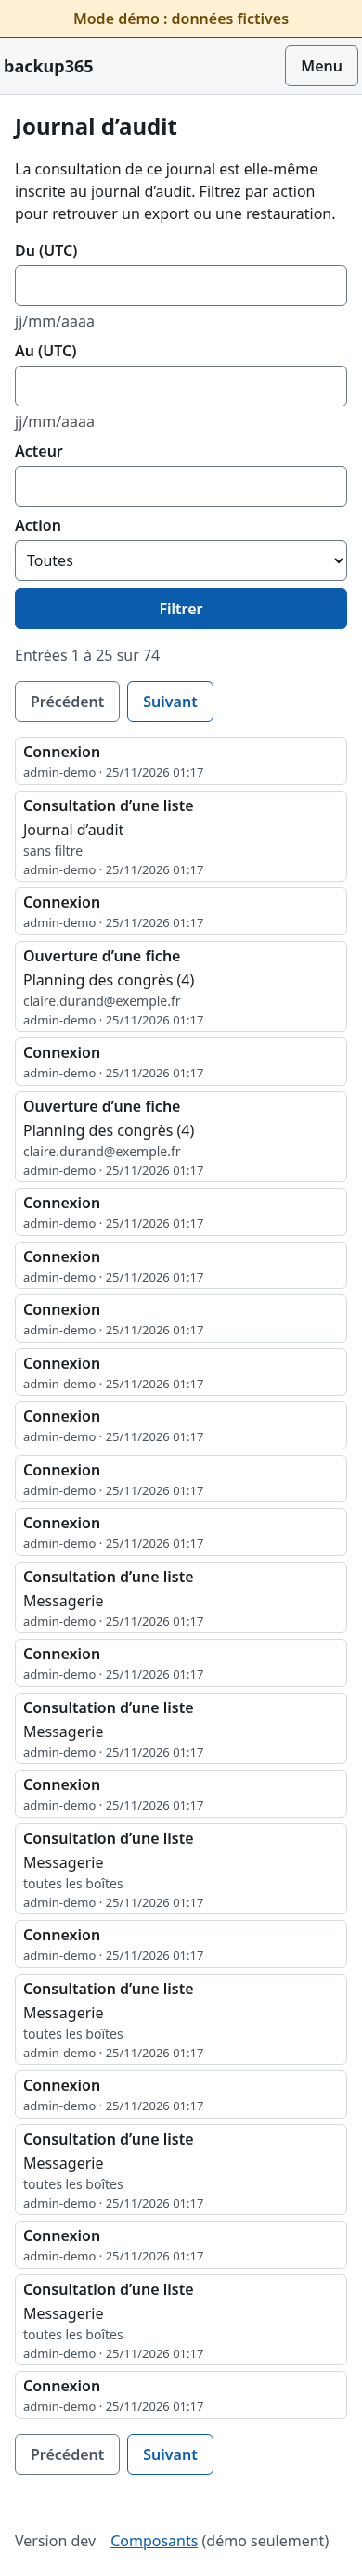 Mode démo : données fictives
backup365
Menu
Journal d’audit
La consultation de ce journal est elle-même
inscrite au journal d’audit. Filtrez par action
pour retrouver un export ou une restauration.
Du (UTC)
jj/mm/aaaa
Au (UTC)
jj/mm/aaaa
Acteur
Action
Toutes
Filtrer
Entrées 1 à 25 sur 74
Précédent
Suivant
Connexion
admin-demo · 25/11/2026 01:17
Consultation d’une liste
Journal d’audit
sans filtre
admin-demo · 25/11/2026 01:17
Connexion
admin-demo · 25/11/2026 01:17
Ouverture d’une fiche
Planning des congrès (4)
claire.durand@exemple.fr
admin-demo · 25/11/2026 01:17
Connexion
admin-demo · 25/11/2026 01:17
Ouverture d’une fiche
Planning des congrès (4)
claire.durand@exemple.fr
admin-demo · 25/11/2026 01:17
Connexion
admin-demo · 25/11/2026 01:17
Connexion
admin-demo · 25/11/2026 01:17
Connexion
admin-demo · 25/11/2026 01:17
Connexion
admin-demo · 25/11/2026 01:17
Connexion
admin-demo · 25/11/2026 01:17
Connexion
admin-demo · 25/11/2026 01:17
Connexion
admin-demo · 25/11/2026 01:17
Consultation d’une liste
Messagerie
admin-demo · 25/11/2026 01:17
Connexion
admin-demo · 25/11/2026 01:17
Consultation d’une liste
Messagerie
admin-demo · 25/11/2026 01:17
Connexion
admin-demo · 25/11/2026 01:17
Consultation d’une liste
Messagerie
toutes les boîtes
admin-demo · 25/11/2026 01:17
Connexion
admin-demo · 25/11/2026 01:17
Consultation d’une liste
Messagerie
toutes les boîtes
admin-demo · 25/11/2026 01:17
Connexion
admin-demo · 25/11/2026 01:17
Consultation d’une liste
Messagerie
toutes les boîtes
admin-demo · 25/11/2026 01:17
Connexion
admin-demo · 25/11/2026 01:17
Consultation d’une liste
Messagerie
toutes les boîtes
admin-demo · 25/11/2026 01:17
Connexion
admin-demo · 25/11/2026 01:17
Précédent
Suivant
Version dev Composants (démo seulement)